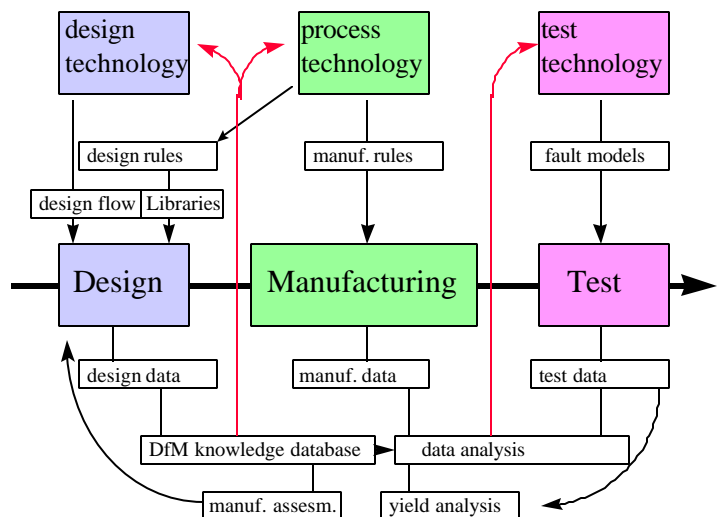 design
technology
process
technology
test
technology
design rules
manuf. rules
fault models
design flow
Libraries
Design
Manufacturing
Test
design data
manuf. data
test data
DfM knowledge database
data analysis
manuf. assesm.
yield analysis